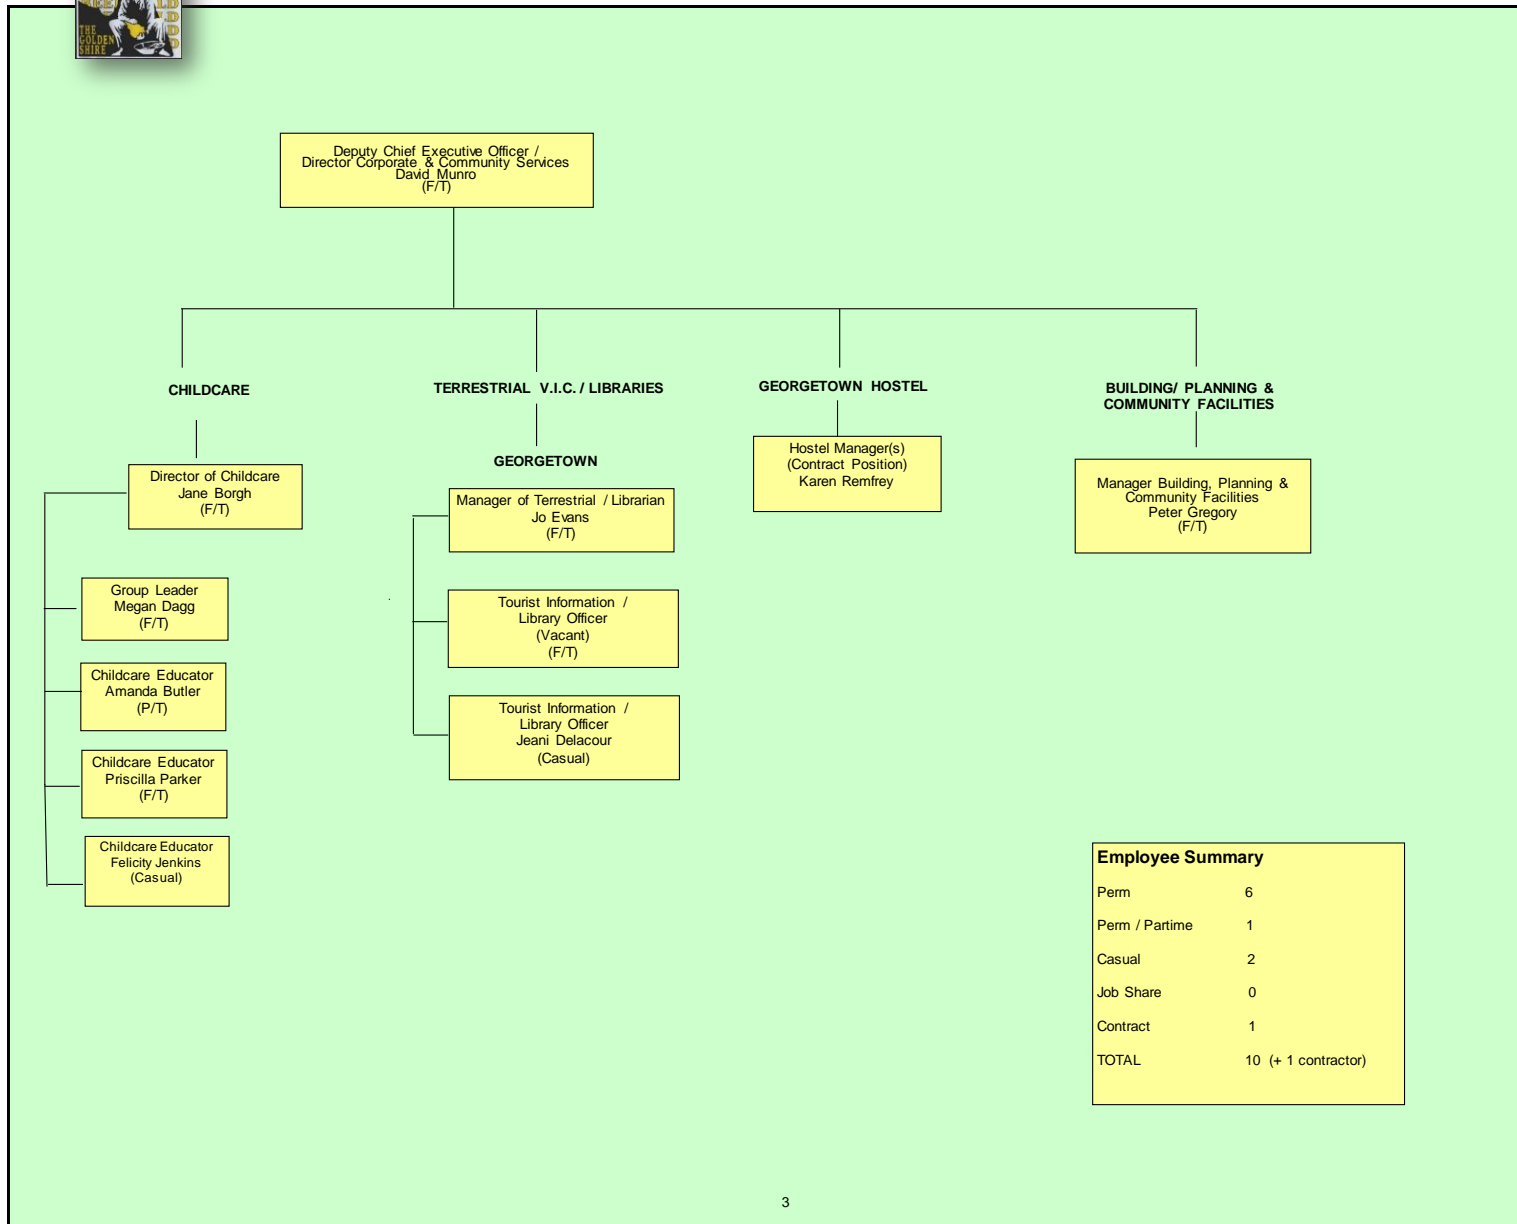 THE
GOLDEN
SHIRE
Deputy Chief Executive Officer /
Director Corporate & Community Services
David Munro
(F/T)
CHILDCARE
Director of Childcare
Jane Borgh
(F/T)
Group Leader
Megan Dagg
(F/T)
Childcare Educator
Amanda Butler
(P/T)
Childcare Educator
Priscilla Parker
(F/T)
Childcare Educator
Felicity Jenkins
(Casual)
TERRESTRIAL V.I.C. / LIBRARIES
GEORGETOWN
Manager of Terrestrial / Librarian
Jo Evans
(F/T)
Tourist Information /
Library Officer
(Vacant)
(F/T)
Tourist Information /
Library Officer
Jeani Delacour
(Casual)
GEORGETOWN HOSTEL
Hostel Manager(s)
(Contract Position)
Karen Remfrey
BUILDING/ PLANNING &
COMMUNITY FACILITIES
Manager Building, Planning &
Community Facilities
Peter Gregory
(F/T)
Employee Summary
Perm 6
Perm / Partime 1
Casual 2
Job Share 0
Contract 1
TOTAL 10 (+ 1 contractor)
3